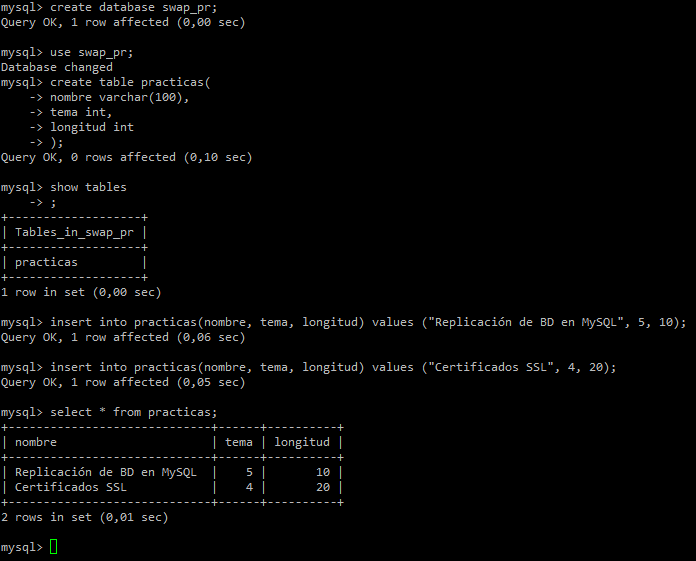 mysql> create database swap_pr;
Query OK, 1 row affected (0,00 sec)

mysql> use swap_pr;
Database changed
mysql> create table practicas(
    -> nombre varchar(100),
    -> tema int,
    -> longitud int
    -> );
Query OK, 0 rows affected (0,10 sec)

mysql> show tables
    -> ;
+-------------------+
| Tables_in_swap_pr |
+-------------------+
| practicas         |
+-------------------+
1 row in set (0,00 sec)

mysql> insert into practicas(nombre, tema, longitud) values ("Replicación de BD en MySQL", 5, 10);
Query OK, 1 row affected (0,06 sec)

mysql> insert into practicas(nombre, tema, longitud) values ("Certificados SSL", 4, 20);
Query OK, 1 row affected (0,05 sec)

mysql> select * from practicas;
+-----------------------------+------+----------+
| nombre                      | tema | longitud |
+-----------------------------+------+----------+
| Replicación de BD en MySQL  |    5 |       10 |
| Certificados SSL            |    4 |       20 |
+-----------------------------+------+----------+
2 rows in set (0,01 sec)

mysql>